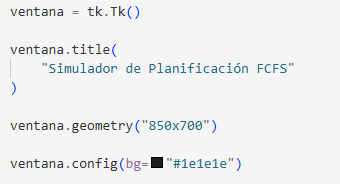 ventana = tk.Tk()
ventana.title(
    "Simulador de Planificación FCFS"
)
ventana.geometry("850x700")
ventana.config(bg="#1e1e1e")